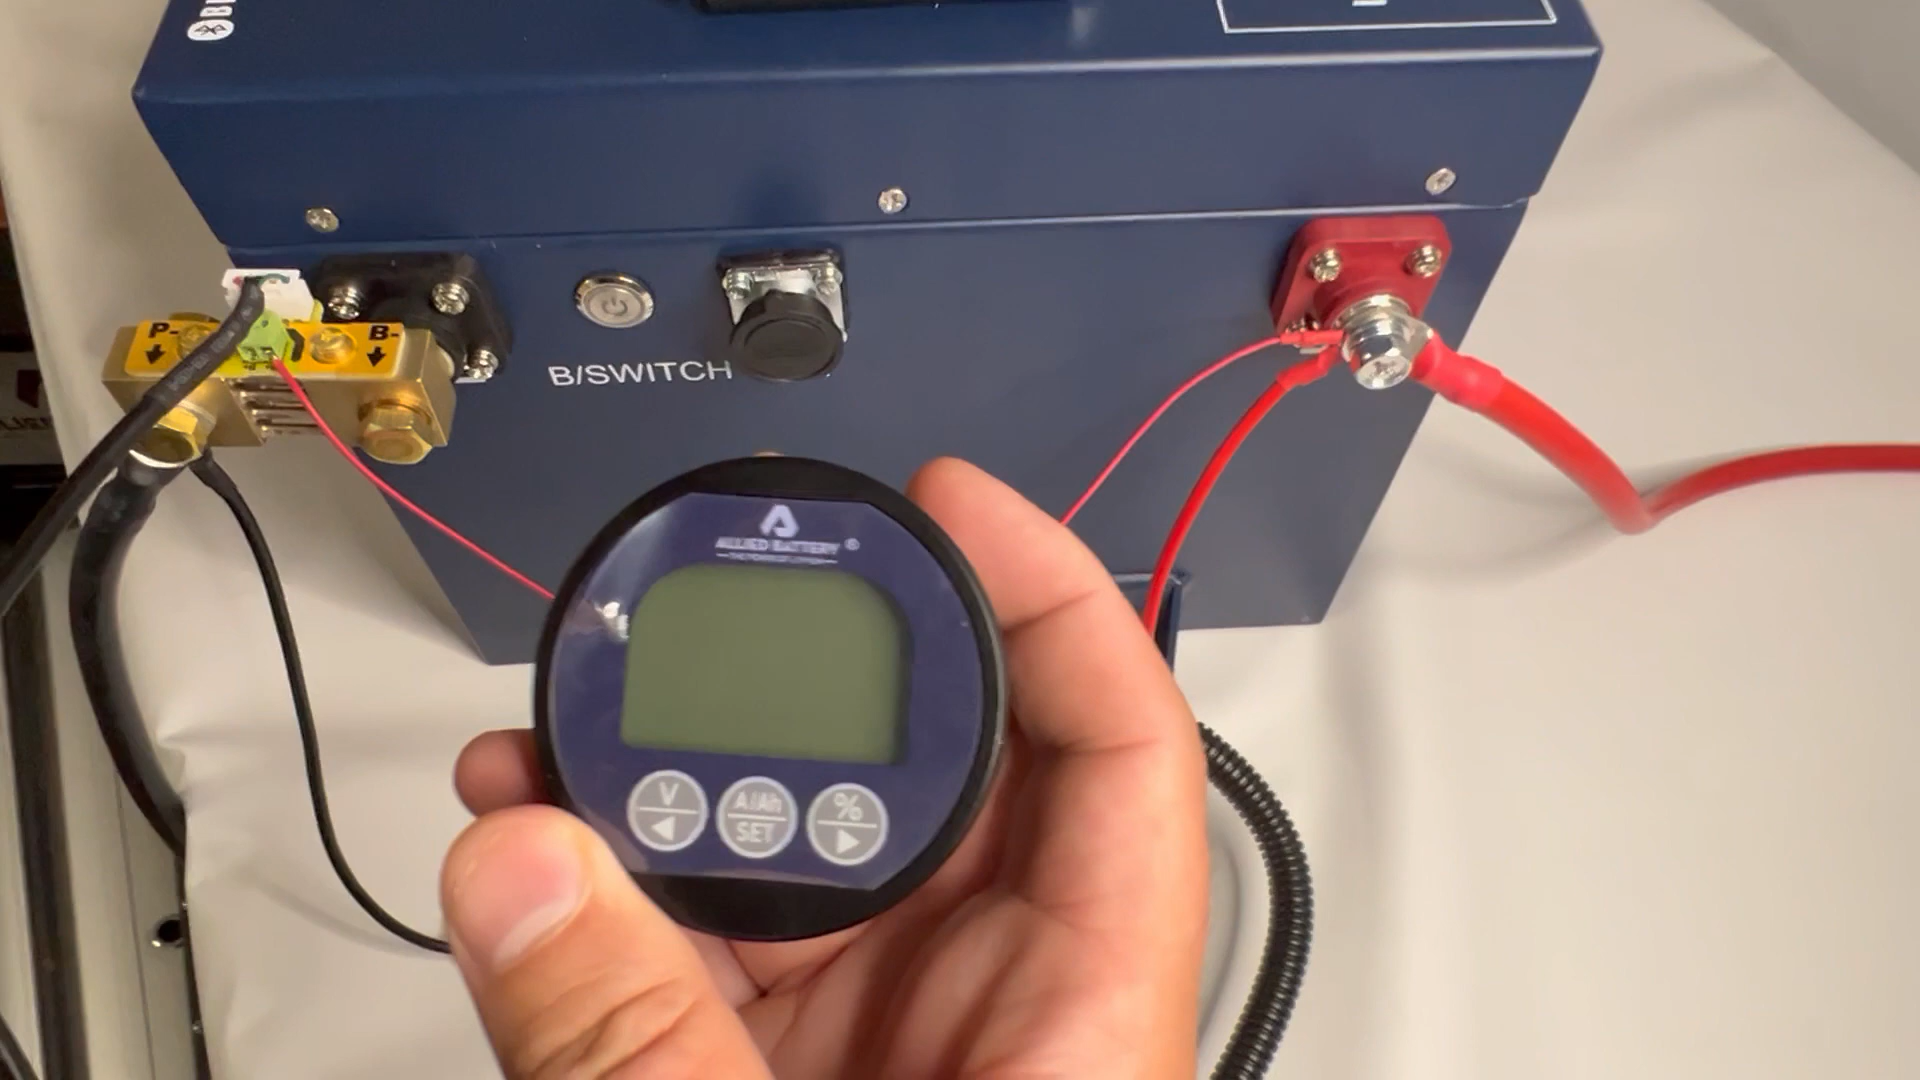 P-
B-
B/SWITCH
ALLIED BATTERY ®
V
A/Ah
SET
%